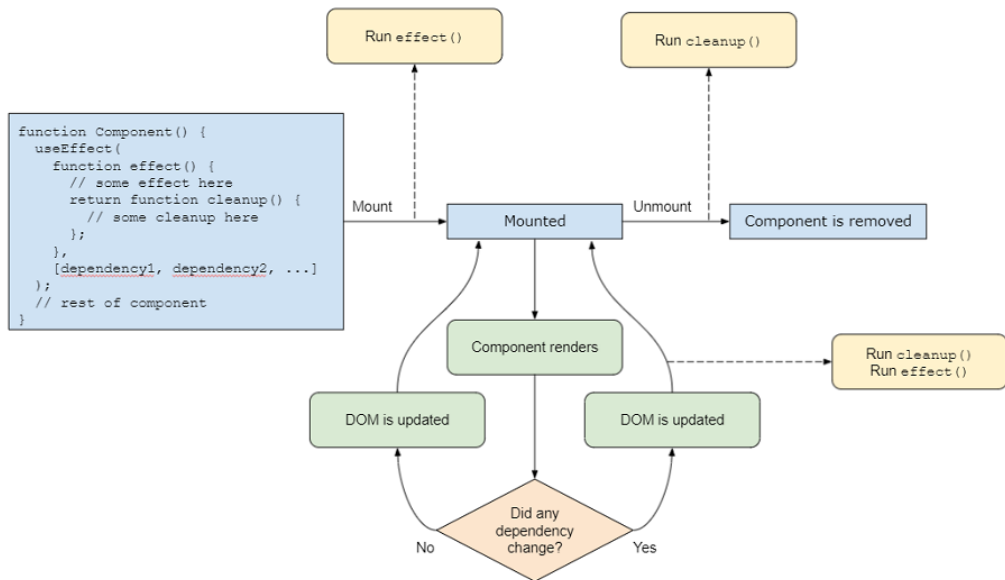 Run effect()
Run cleanup()
function Component() {
  useEffect(
    function effect() {
      // some effect here
      return function cleanup() {
        // some cleanup here
      };
    },
    [dependency1, dependency2, ...]
  );
  // rest of component
}
Mount
Mounted
Unmount
Component is removed
Component renders
Run cleanup()
Run effect()
DOM is updated
DOM is updated
Did any
dependency
change?
No
Yes